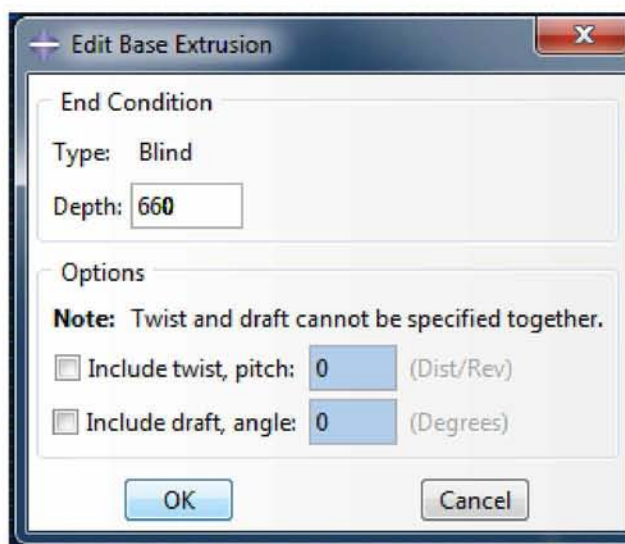 Edit Base Extrusion
End Condition
Type: Blind
Depth: 660
Options
Note: Twist and draft cannot be specified together.
Include twist, pitch: 0 (Dist/Rev)
Include draft, angle: 0 (Degrees)
OK Cancel